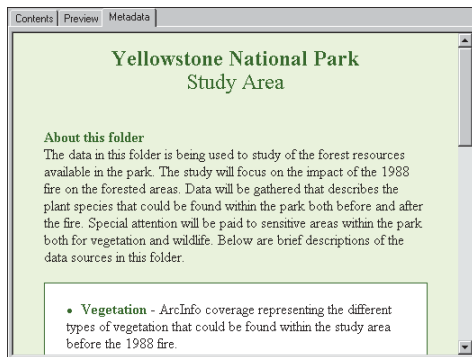 Contents Preview Metadata
Yellowstone National Park
Study Area
About this folder
The data in this folder is being used to study of the forest resources
available in the park. The study will focus on the impact of the 1988
fire on the forested areas. Data will be gathered that describes the
plant species that could be found within the park both before and after
the fire. Special attention will be paid to sensitive areas within the park
both for vegetation and wildlife. Below are brief descriptions of the
data sources in this folder.
• Vegetation - ArcInfo coverage representing the different
types of vegetation that could be found within the study area
before the 1988 fire.